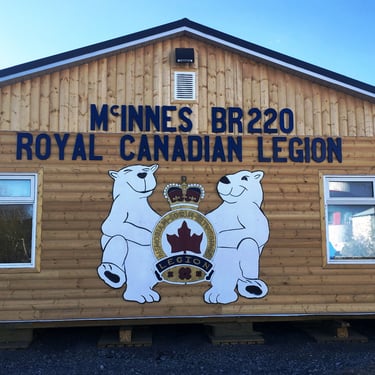 McINNES BR 220
ROYAL CANADIAN LEGION
LEGION